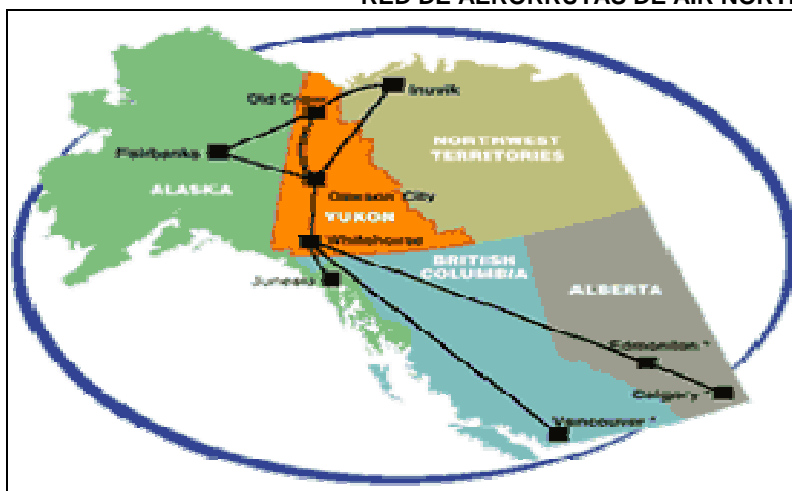 RED DE AERORRUTAS DE AIR NORT
Old Crow
Inuvik
Fairbanks
NORTHWEST
TERRITORIES
ALASKA
Dawson City
YUKON
Whitehorse
BRITISH
COLUMBIA
Juneau
ALBERTA
Edmonton *
Calgary *
Vancouver *